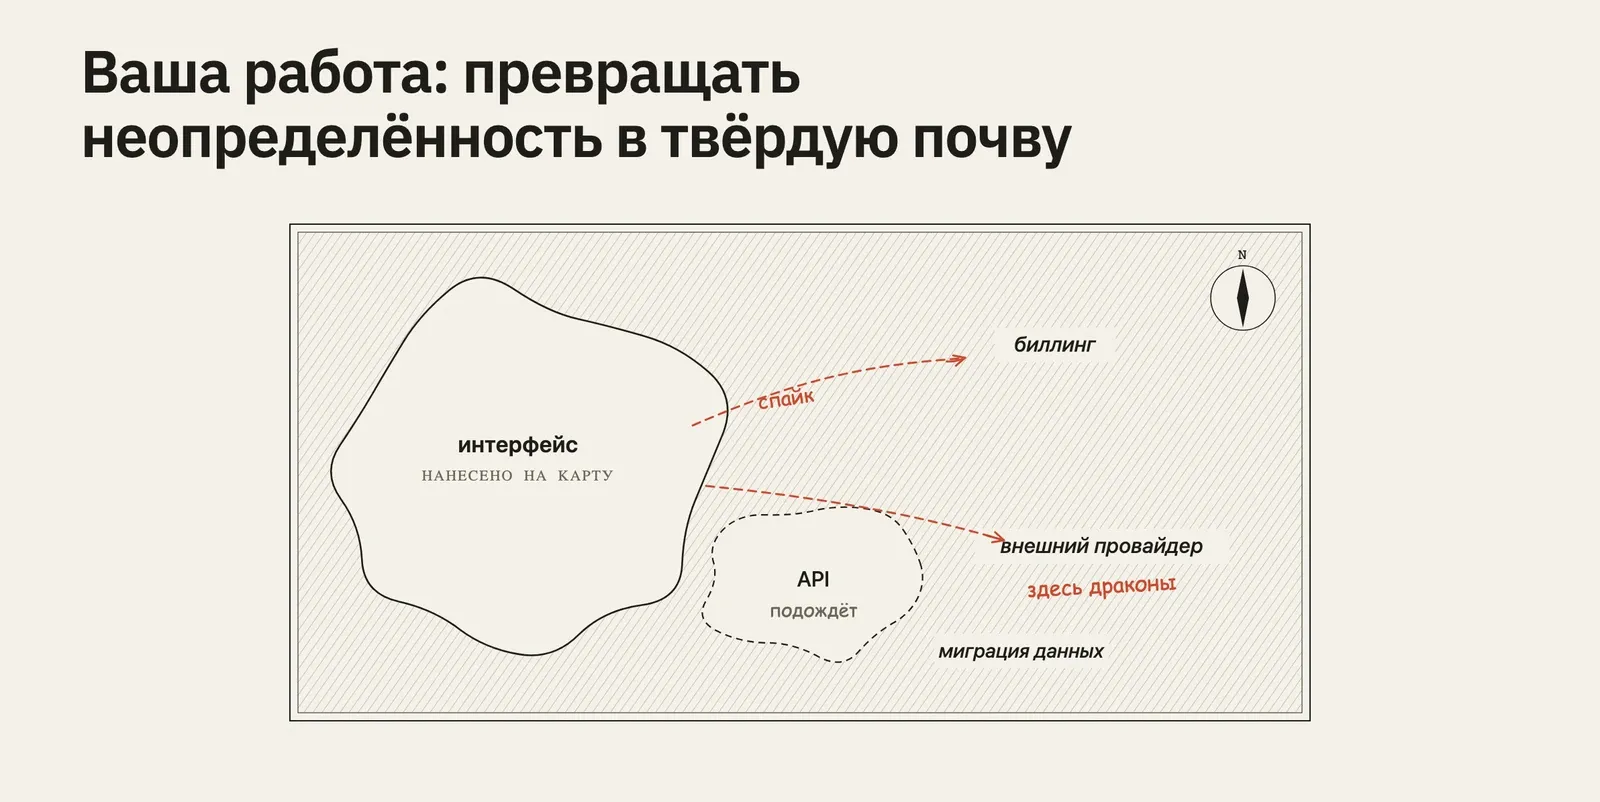 Ваша работа: превращать
неопределённость в твёрдую почву
N
биллинг
спайк
интерфейс
НАНЕСЕНО НА КАРТУ
внешний провайдер
API
здесь драконы
подождёт
миграция данных